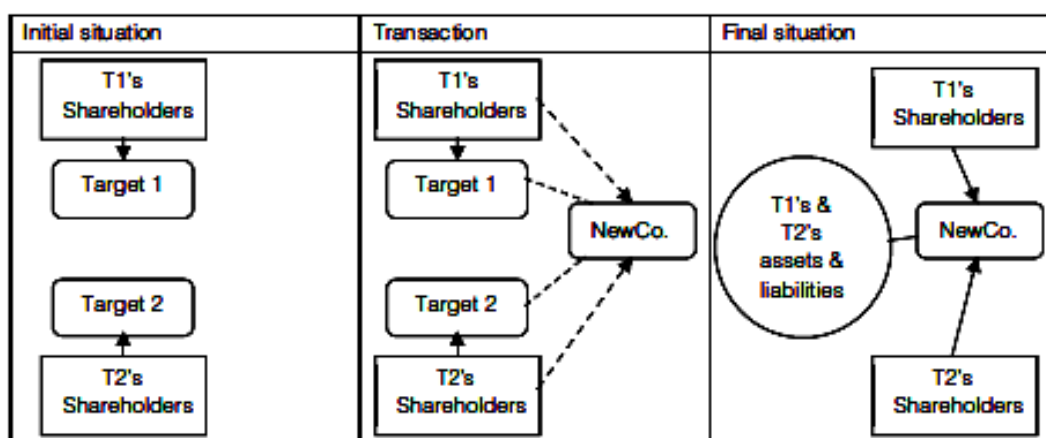 Initial situation
Transaction
Final situation
T1's
Shareholders
Target 1
Target 2
T2's
Shareholders
T1's
Shareholders
Target 1
NewCo.
Target 2
T2's
Shareholders
T1's
Shareholders
T1's &
T2's
assets &
liabilities
NewCo.
T2's
Shareholders